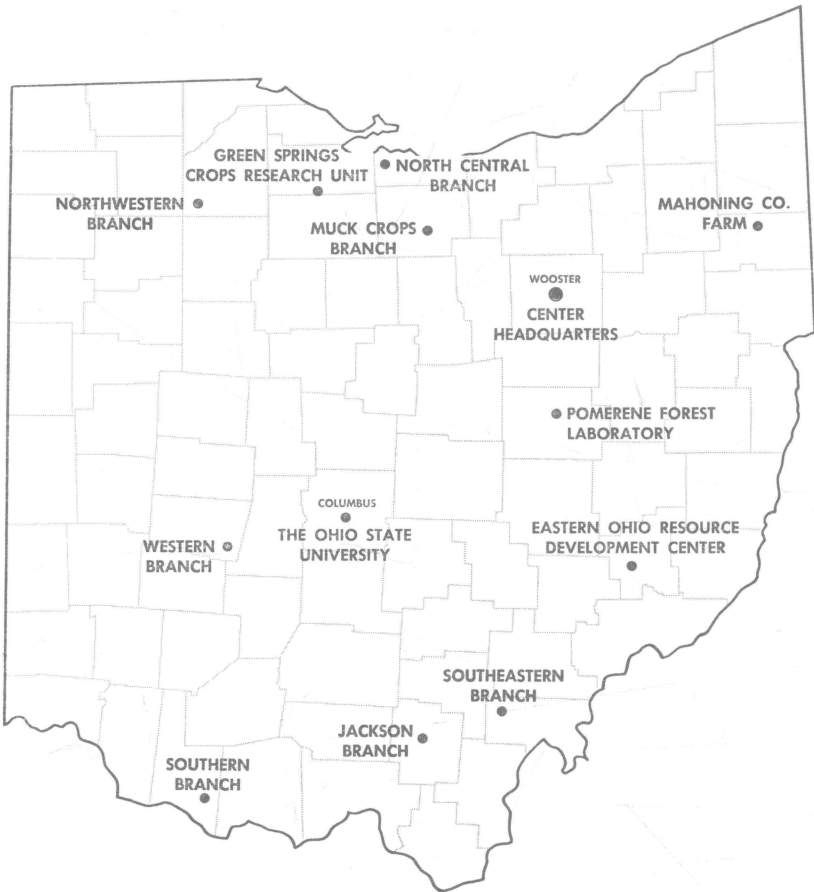 GREEN SPRINGS
CROPS RESEARCH UNIT
NORTH CENTRAL
BRANCH
NORTHWESTERN
BRANCH
MUCK CROPS
BRANCH
MAHONING CO.
FARM
WOOSTER
CENTER
HEADQUARTERS
POMERENE FOREST
LABORATORY
COLUMBUS
THE OHIO STATE
UNIVERSITY
WESTERN
BRANCH
EASTERN OHIO RESOURCE
DEVELOPMENT CENTER
SOUTHEASTERN
BRANCH
JACKSON
BRANCH
SOUTHERN
BRANCH